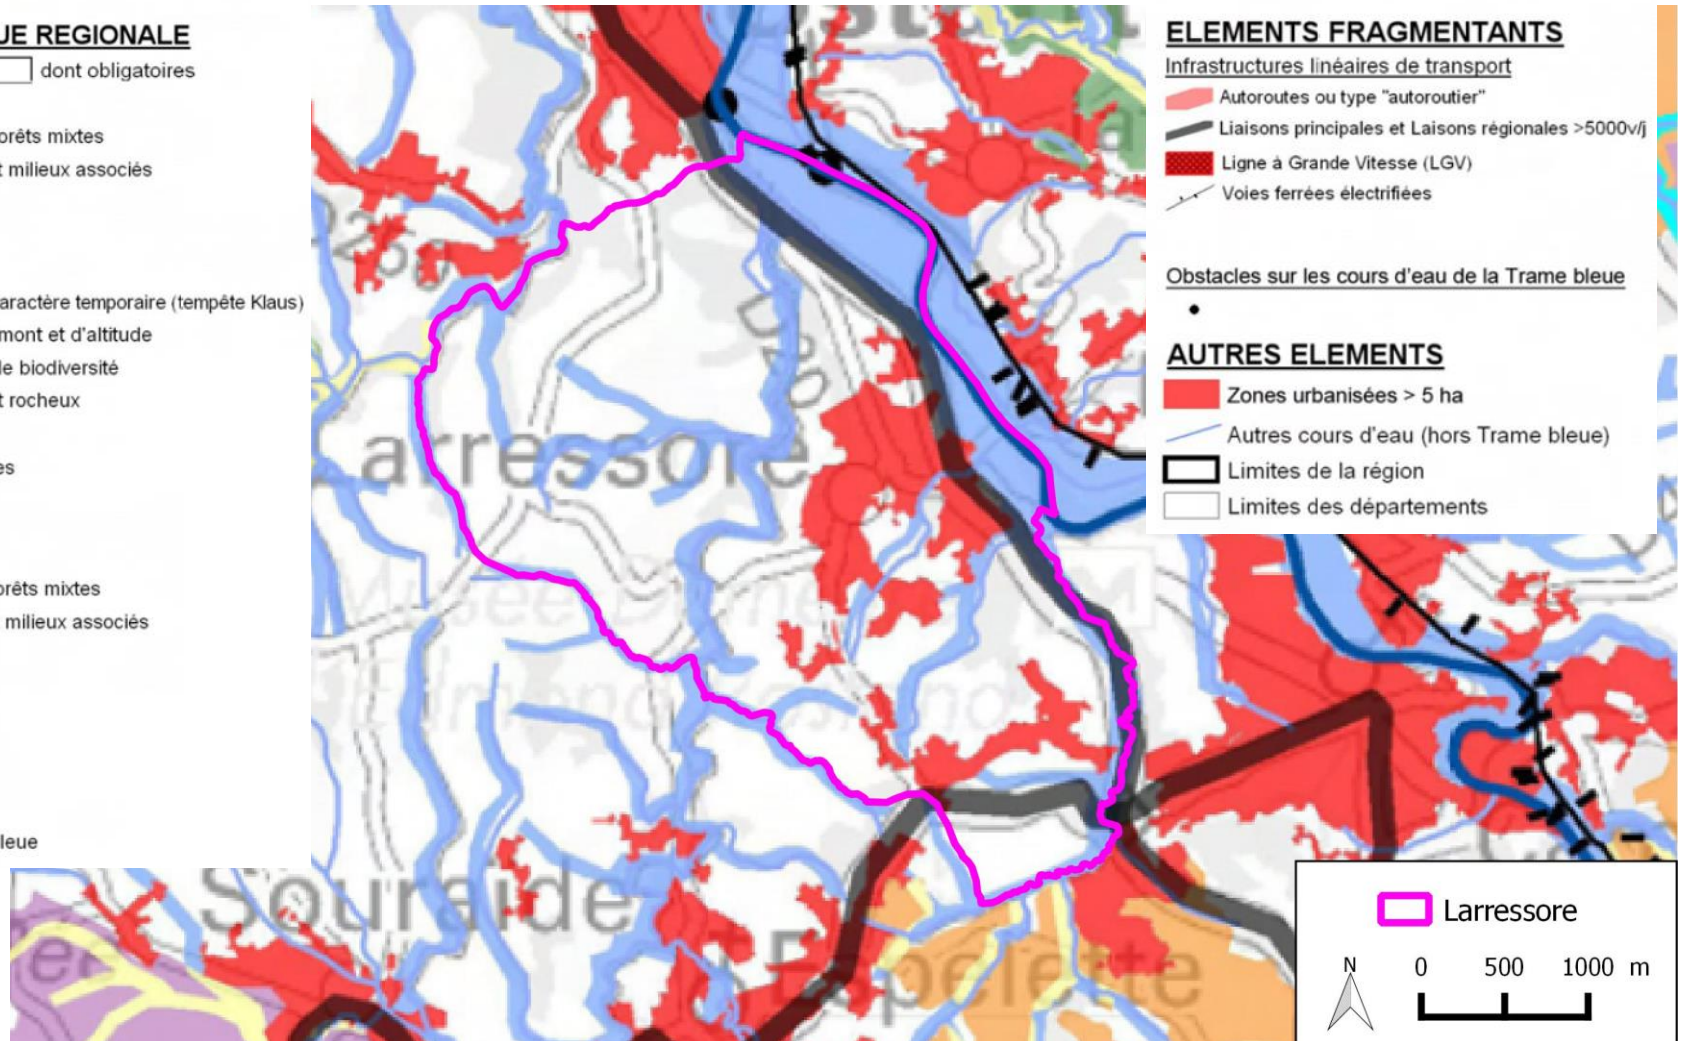 UE REGIONALE
dont obligatoires
orêts mixtes
t milieux associés
aractère temporaire (tempête Klaus)
mont et d'altitude
le biodiversité
t rocheux
es
orêts mixtes
milieux associés
leue
ELEMENTS FRAGMENTANTS
Infrastructures linéaires de transport
Autoroutes ou type "autoroutier"
Liaisons principales et Laisons régionales >5000v/j
Ligne à Grande Vitesse (LGV)
Voies ferrées électrifiées
Obstacles sur les cours d'eau de la Trame bleue
AUTRES ELEMENTS
Zones urbanisées > 5 ha
Autres cours d'eau (hors Trame bleue)
Limites de la région
Limites des départements
D20
arressore
Musée
Souraïde
Espelette
Larressore
N
0 500 1000 m